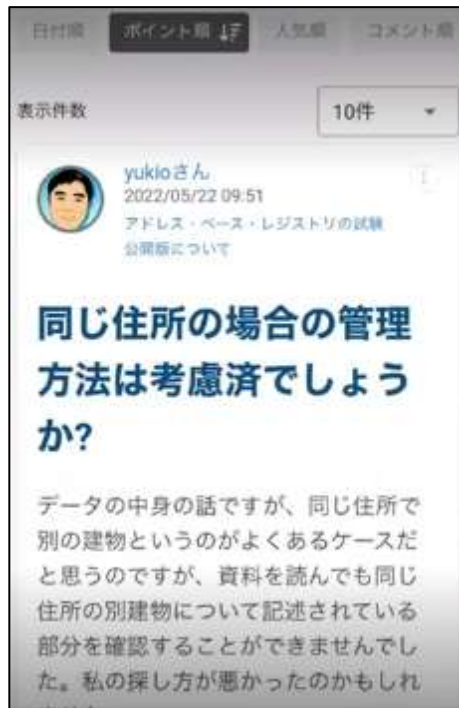 日付順 ポイント順 人気順 コメント順
表示件数 10件
yukioさん
2022/05/22 09:51
アドレス・ベース・レジストリの試験
公開版について
同じ住所の場合の管理
方法は考慮済でしょう
か?
データの中身の話ですが、同じ住所で
別の建物というのがよくあるケースだ
と思うのですが、資料を読んでも同じ
住所の別建物について記述されている
部分を確認することができませんでし
た。私の探し方が悪かったのかもしれ